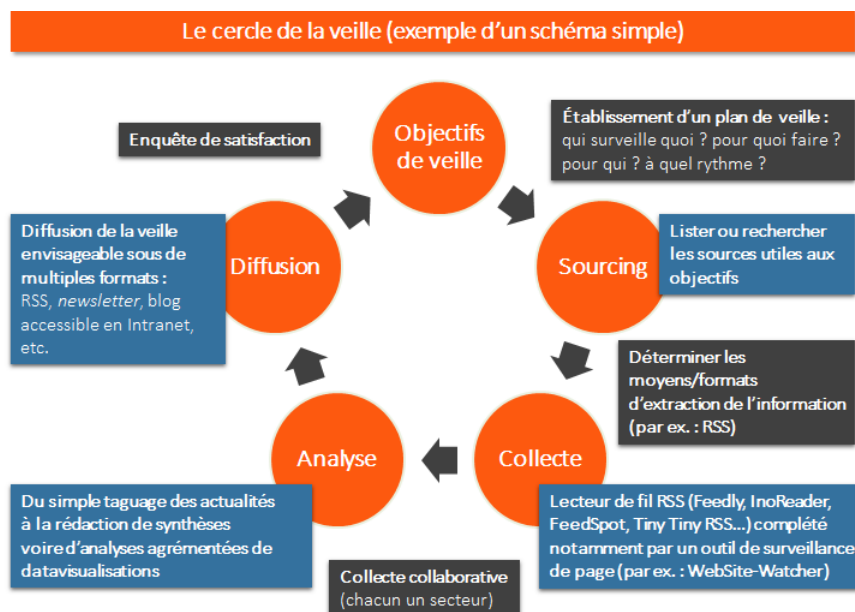 Le cercle de la veille (exemple d'un schéma simple)
Objectifs
de veille
Établissement d'un plan de veille :
qui surveille quoi ? pour quoi faire ?
pour qui ? à quel rythme ?
Sourcing
Lister ou rechercher
les sources utiles aux
objectifs
Déterminer les
moyens/formats
d'extraction de l'information
(par ex. : RSS)
Collecte
Lecteur de fil RSS (Feedly, InoReader,
FeedSpot, Tiny Tiny RSS...) complété
notamment par un outil de surveillance
de page (par ex. : WebSite-Watcher)
Collecte collaborative
(chacun un secteur)
Analyse
Du simple taguage des actualités
à la rédaction de synthèses
voire d'analyses agrémentées de
datavisualisations
Diffusion
Diffusion de la veille
envisageable sous de
multiples formats :
RSS, newsletter, blog
accessible en Intranet,
etc.
Enquête de satisfaction